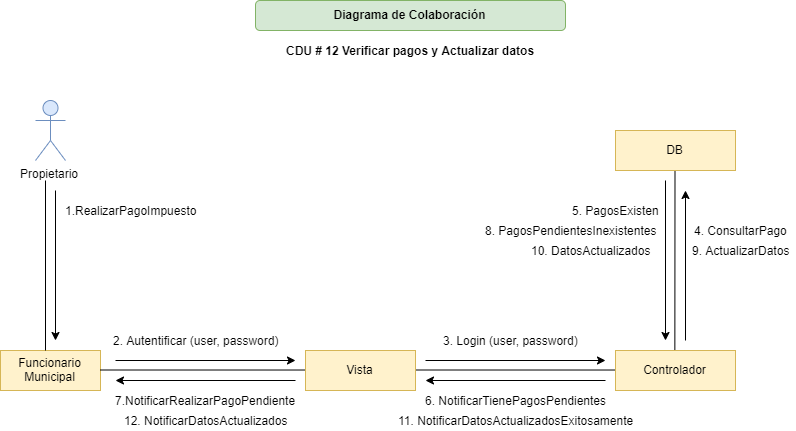 Diagrama de Colaboración
CDU # 12 Verificar pagos y Actualizar datos
Propietario
DB
1.RealizarPagoImpuesto
5. PagosExisten
8. PagosPendientesInexistentes
10. DatosActualizados
4. ConsultarPago
9. ActualizarDatos
Funcionario
Municipal
2. Autentificar (user, password)
Vista
3. Login (user, password)
Controlador
7.NotificarRealizarPagoPendiente
12. NotificarDatosActualizados
6. NotificarTienePagosPendientes
11. NotificarDatosActualizadosExitosamente